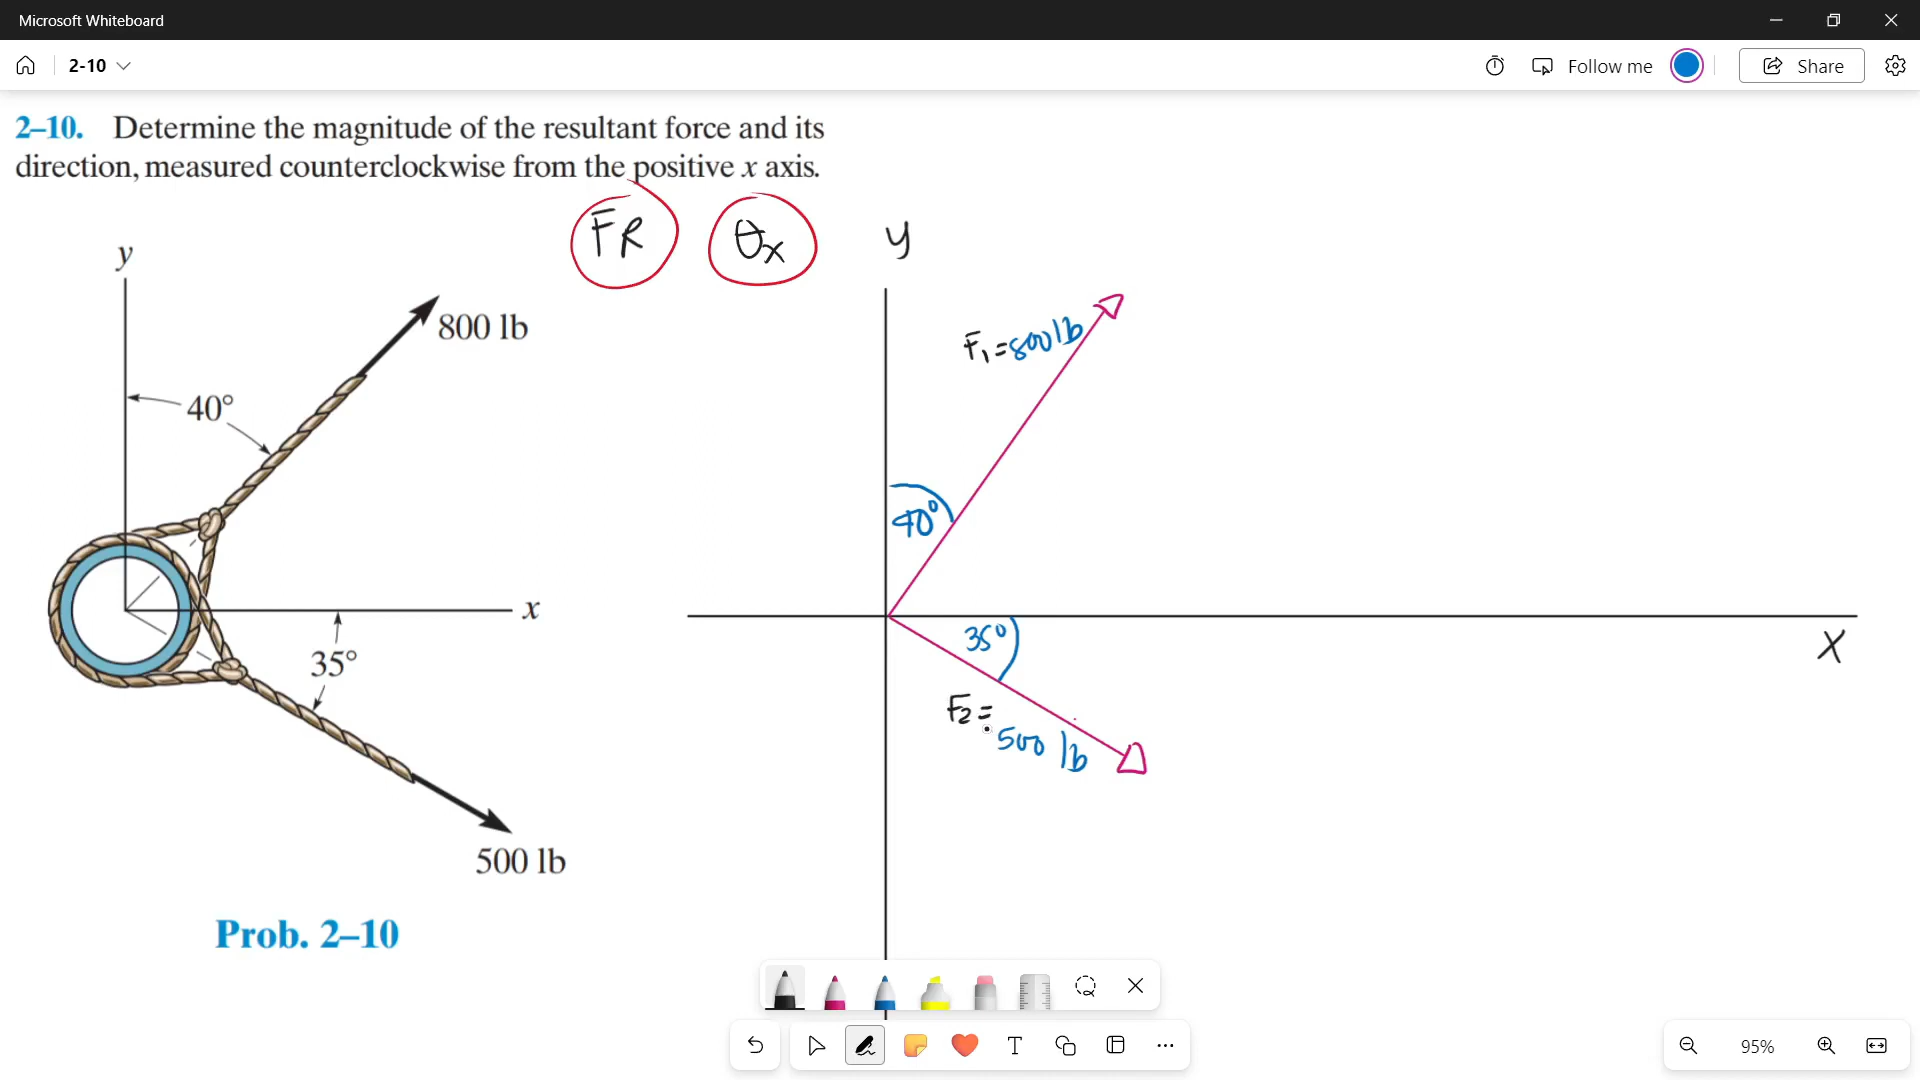 Microsoft Whiteboard
2-10
Follow me
Share
2–10. Determine the magnitude of the resultant force and its
direction, measured counterclockwise from the positive x axis.
FR
θx
y
800 lb
40°
x
35°
500 lb
Prob. 2–10
y
F1=800lb
40°
35°
X
F2=
500 lb
95%